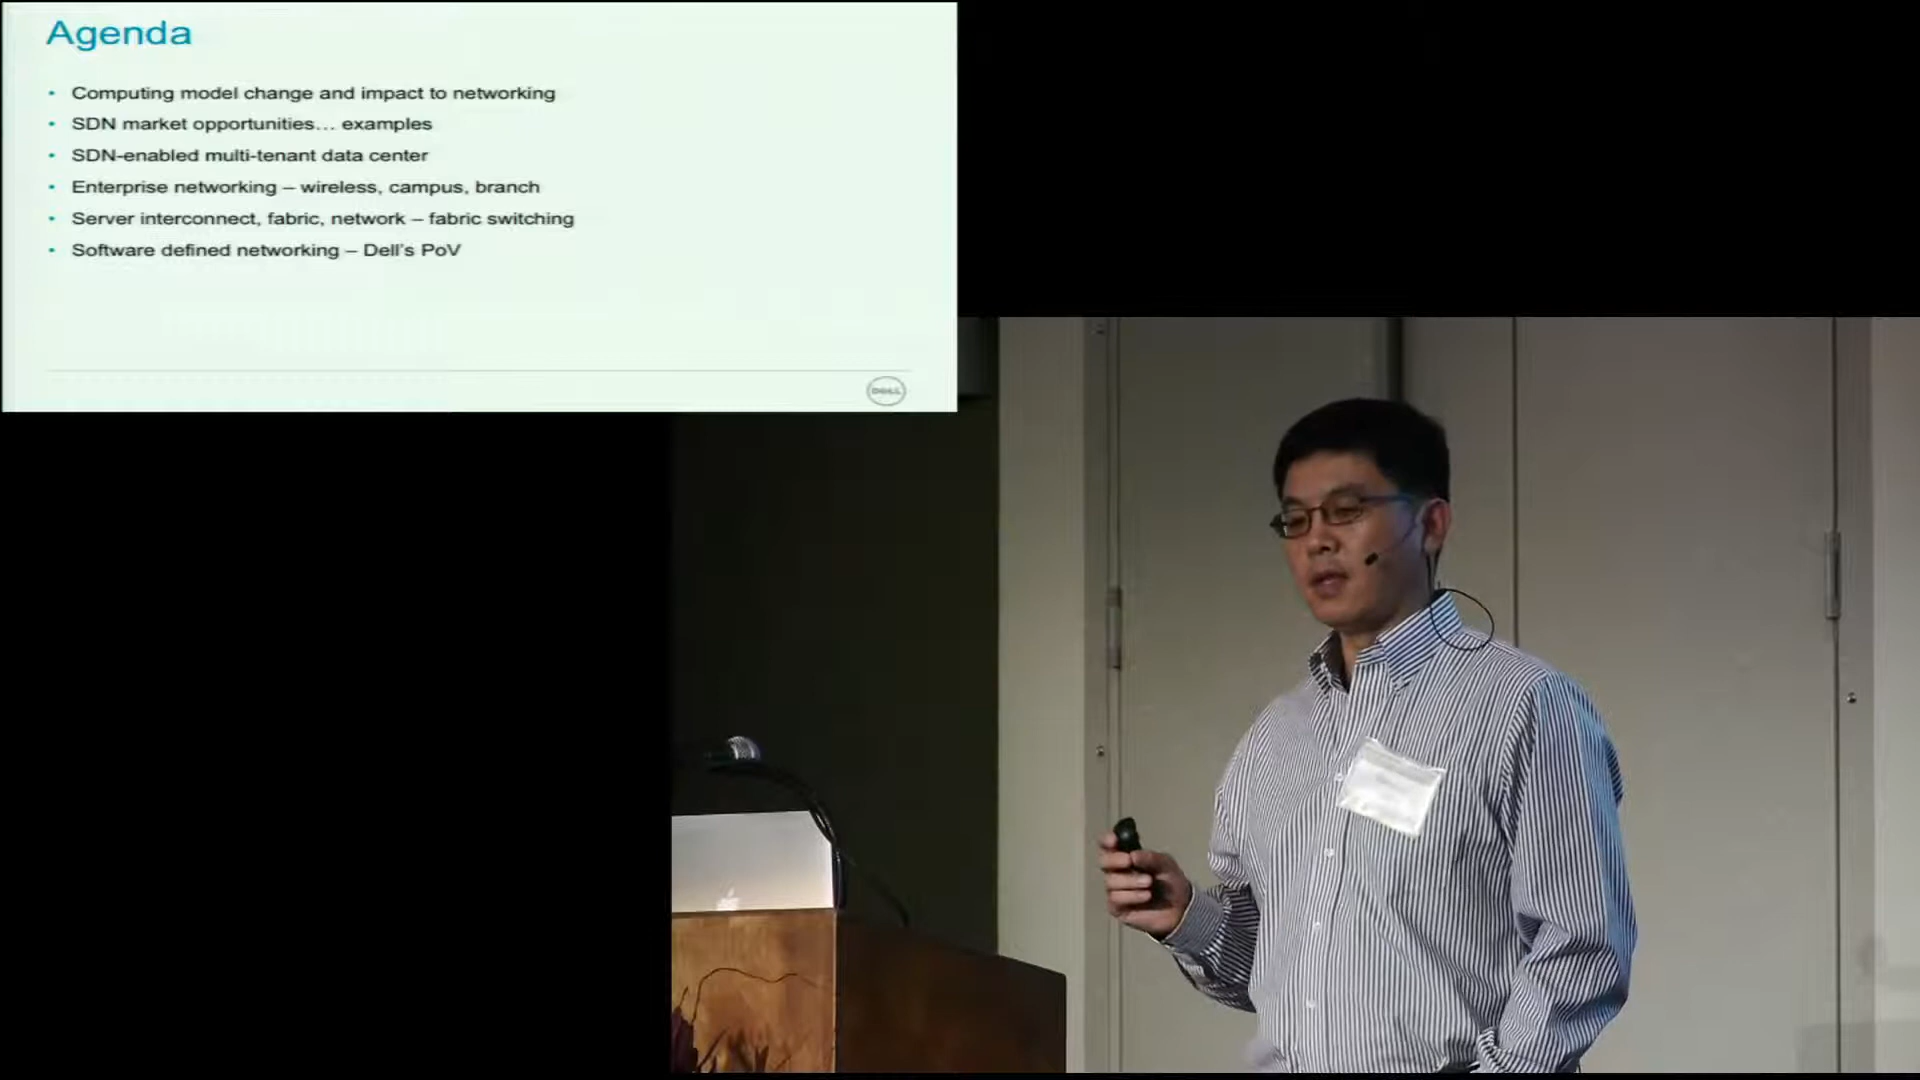 Agenda
• Computing model change and impact to networking
• SDN market opportunities… examples
• SDN-enabled multi-tenant data center
• Enterprise networking – wireless, campus, branch
• Server interconnect, fabric, network – fabric switching
• Software defined networking – Dell's PoV
DELL